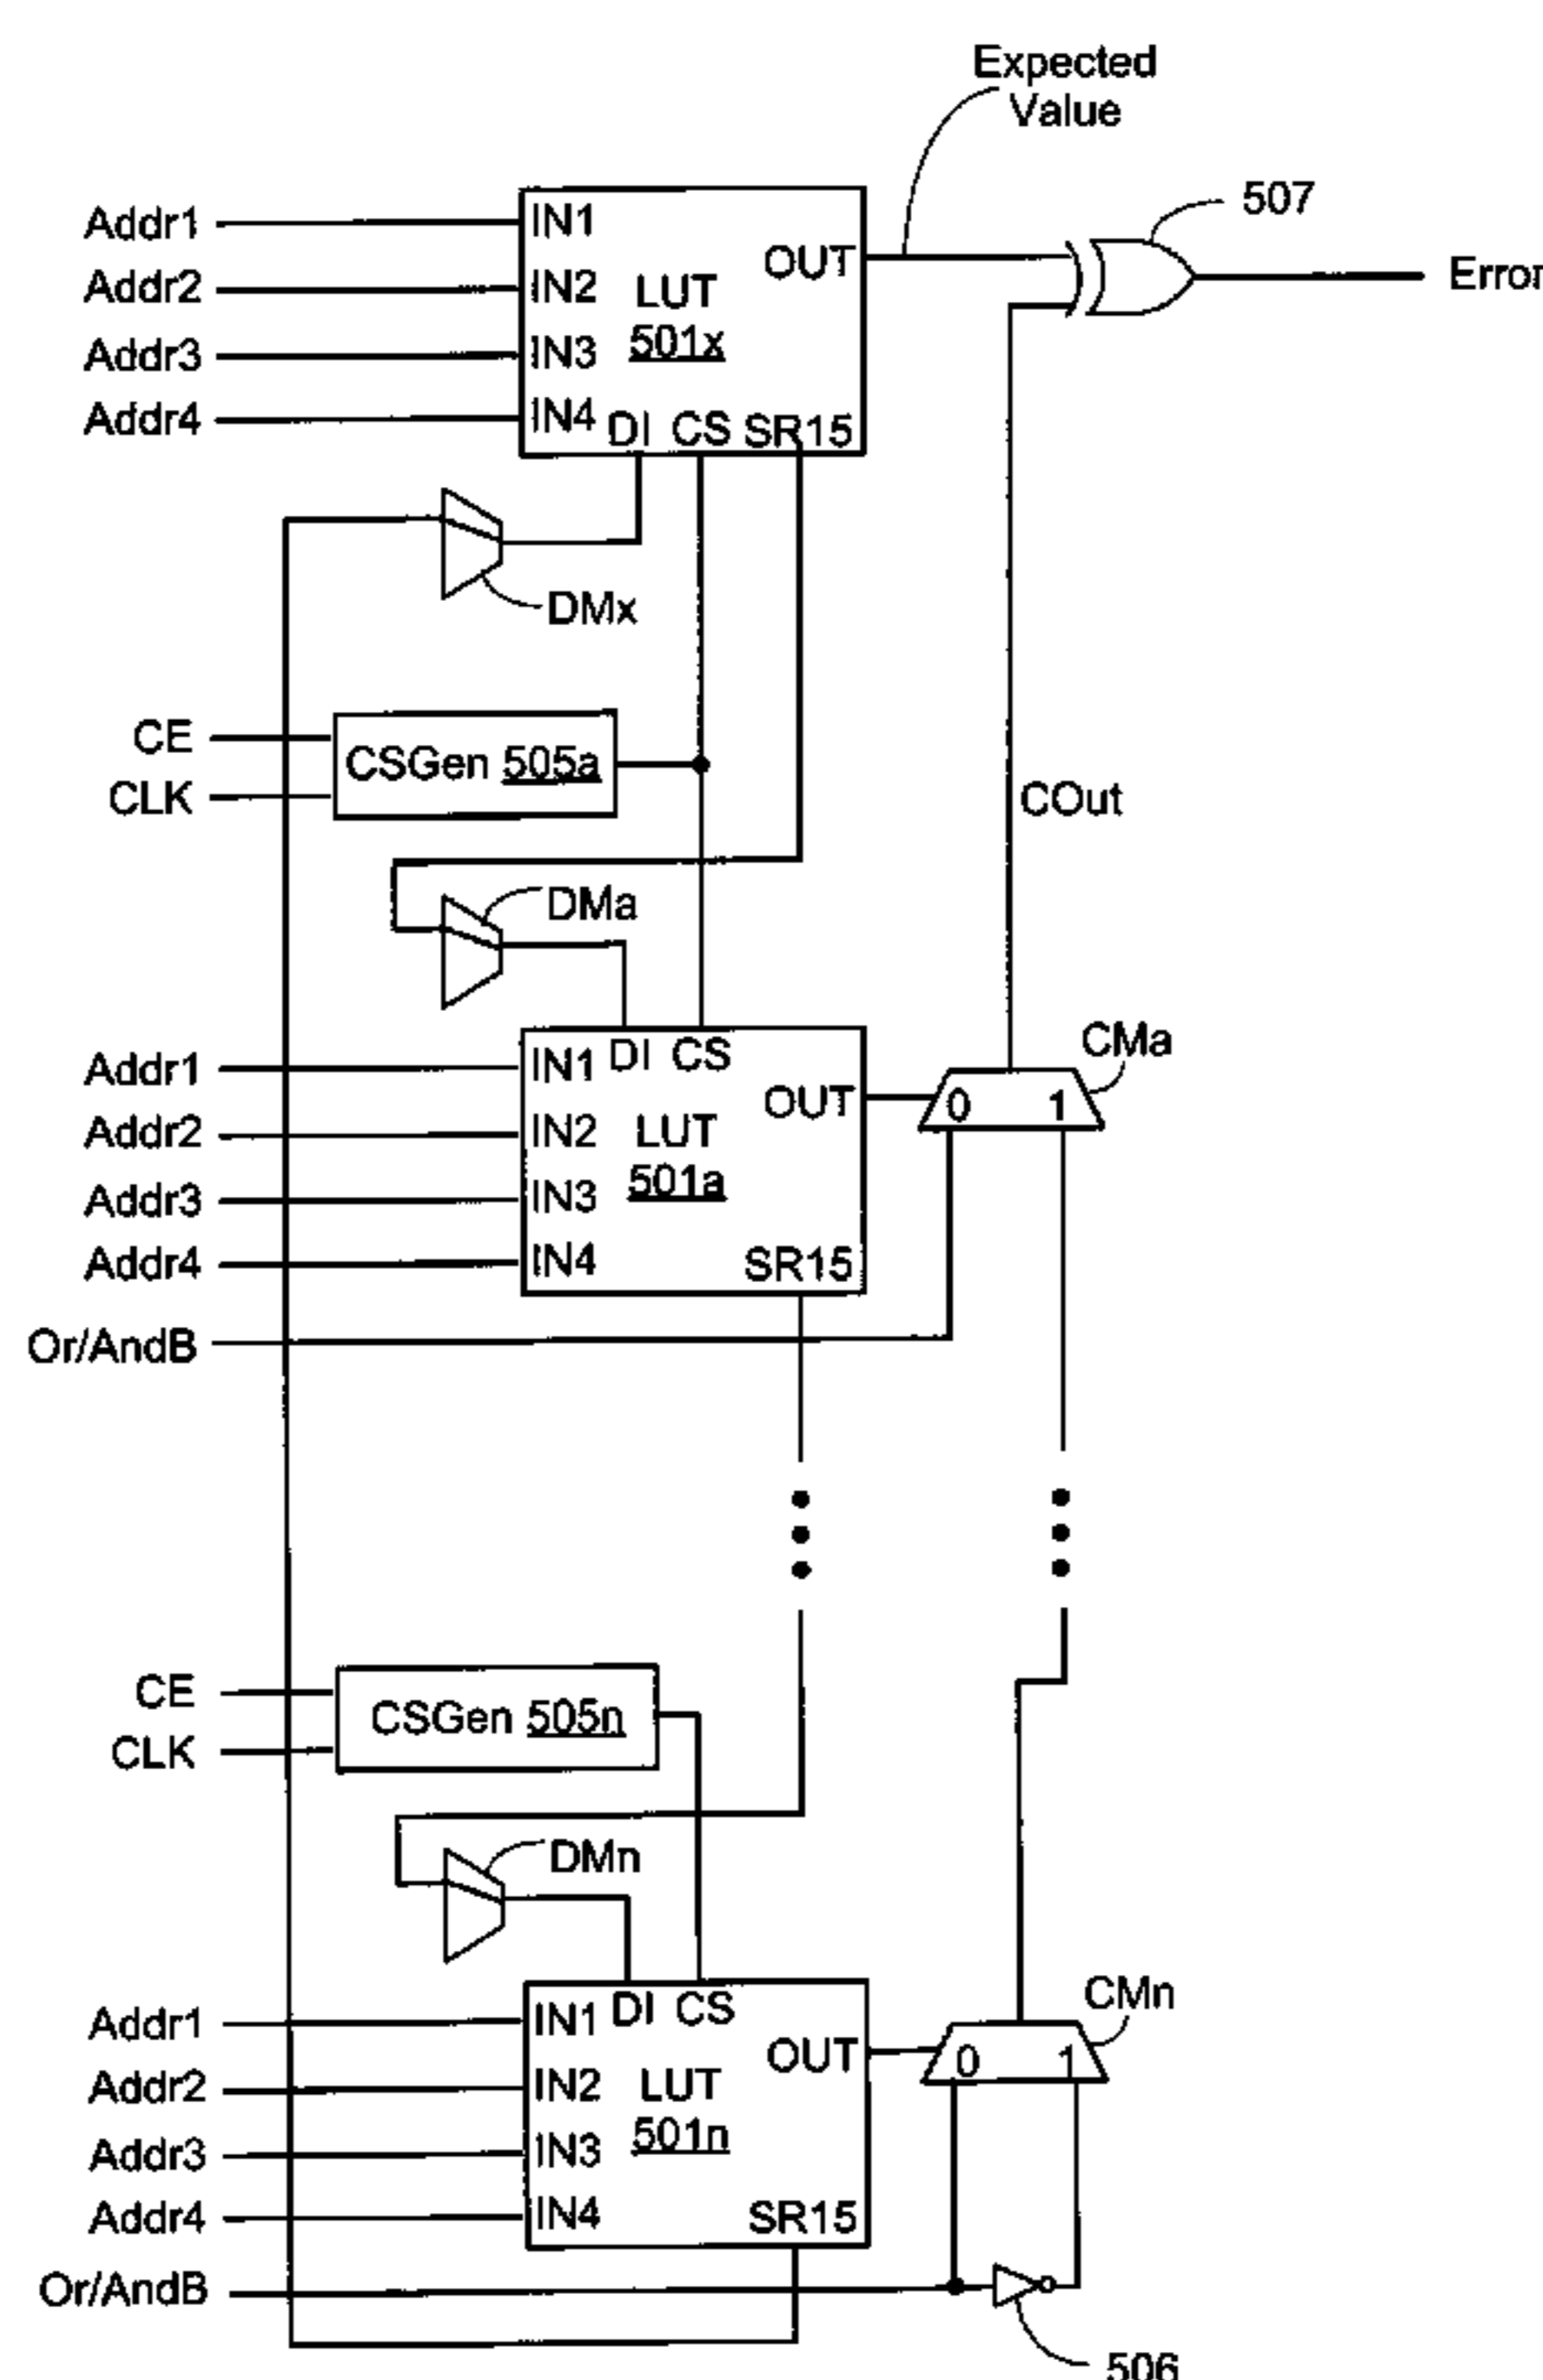 Expected
Value
507
Error
Addr1
Addr2
Addr3
Addr4
IN1
IN2
IN3
IN4
OUT
LUT
501x
DI CS SR15
DMx
CE
CLK
CSGen 505a
COut
DMa
CMa
Addr1
Addr2
Addr3
Addr4
IN1
IN2
IN3
IN4
DI CS
OUT
LUT
501a
SR15
0 1
Or/AndB
CE
CLK
CSGen 505n
DMn
CMn
Addr1
Addr2
Addr3
Addr4
IN1
IN2
IN3
IN4
DI CS
OUT
LUT
501n
SR15
0 1
Or/AndB
506